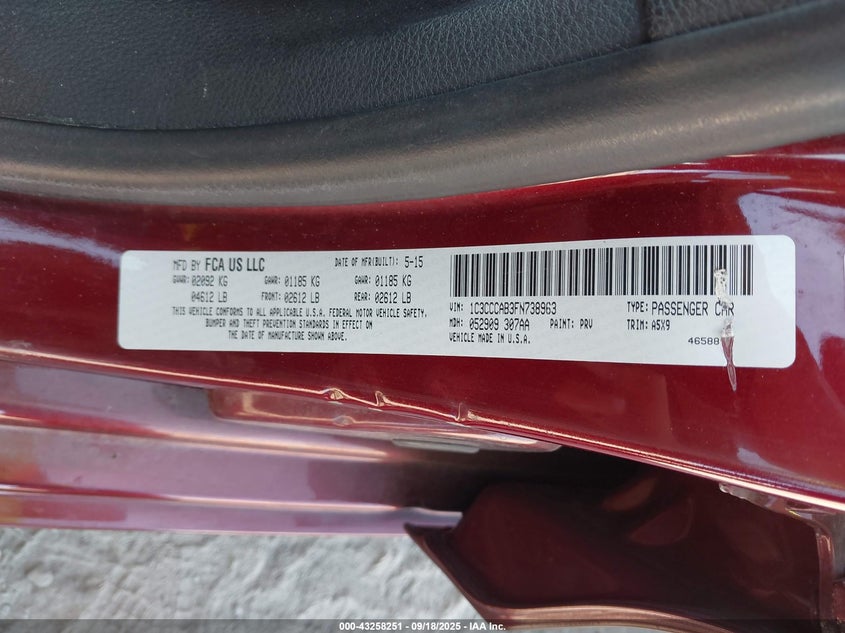 MFD BY FCA US LLC DATE OF MFR(BUILT): 5-15
GVWR: 02092 KG GAWR: 01185 KG GAWR: 01185 KG
04612 LB FRONT: 02612 LB REAR: 02612 LB
THIS VEHICLE CONFORMS TO ALL APPLICABLE U.S.A. FEDERAL MOTOR VEHICLE SAFETY,
BUMPER AND THEFT PREVENTION STANDARDS IN EFFECT ON
THE DATE OF MANUFACTURE SHOWN ABOVE.
VIN: 1C3CCCAB3FN738963 TYPE: PASSENGER CAR
MDH: 052909 307AA PAINT: PRV TRIM: A5X9
VEHICLE MADE IN U.S.A. 46588
000-43258251 - 09/18/2025 - IAA Inc.